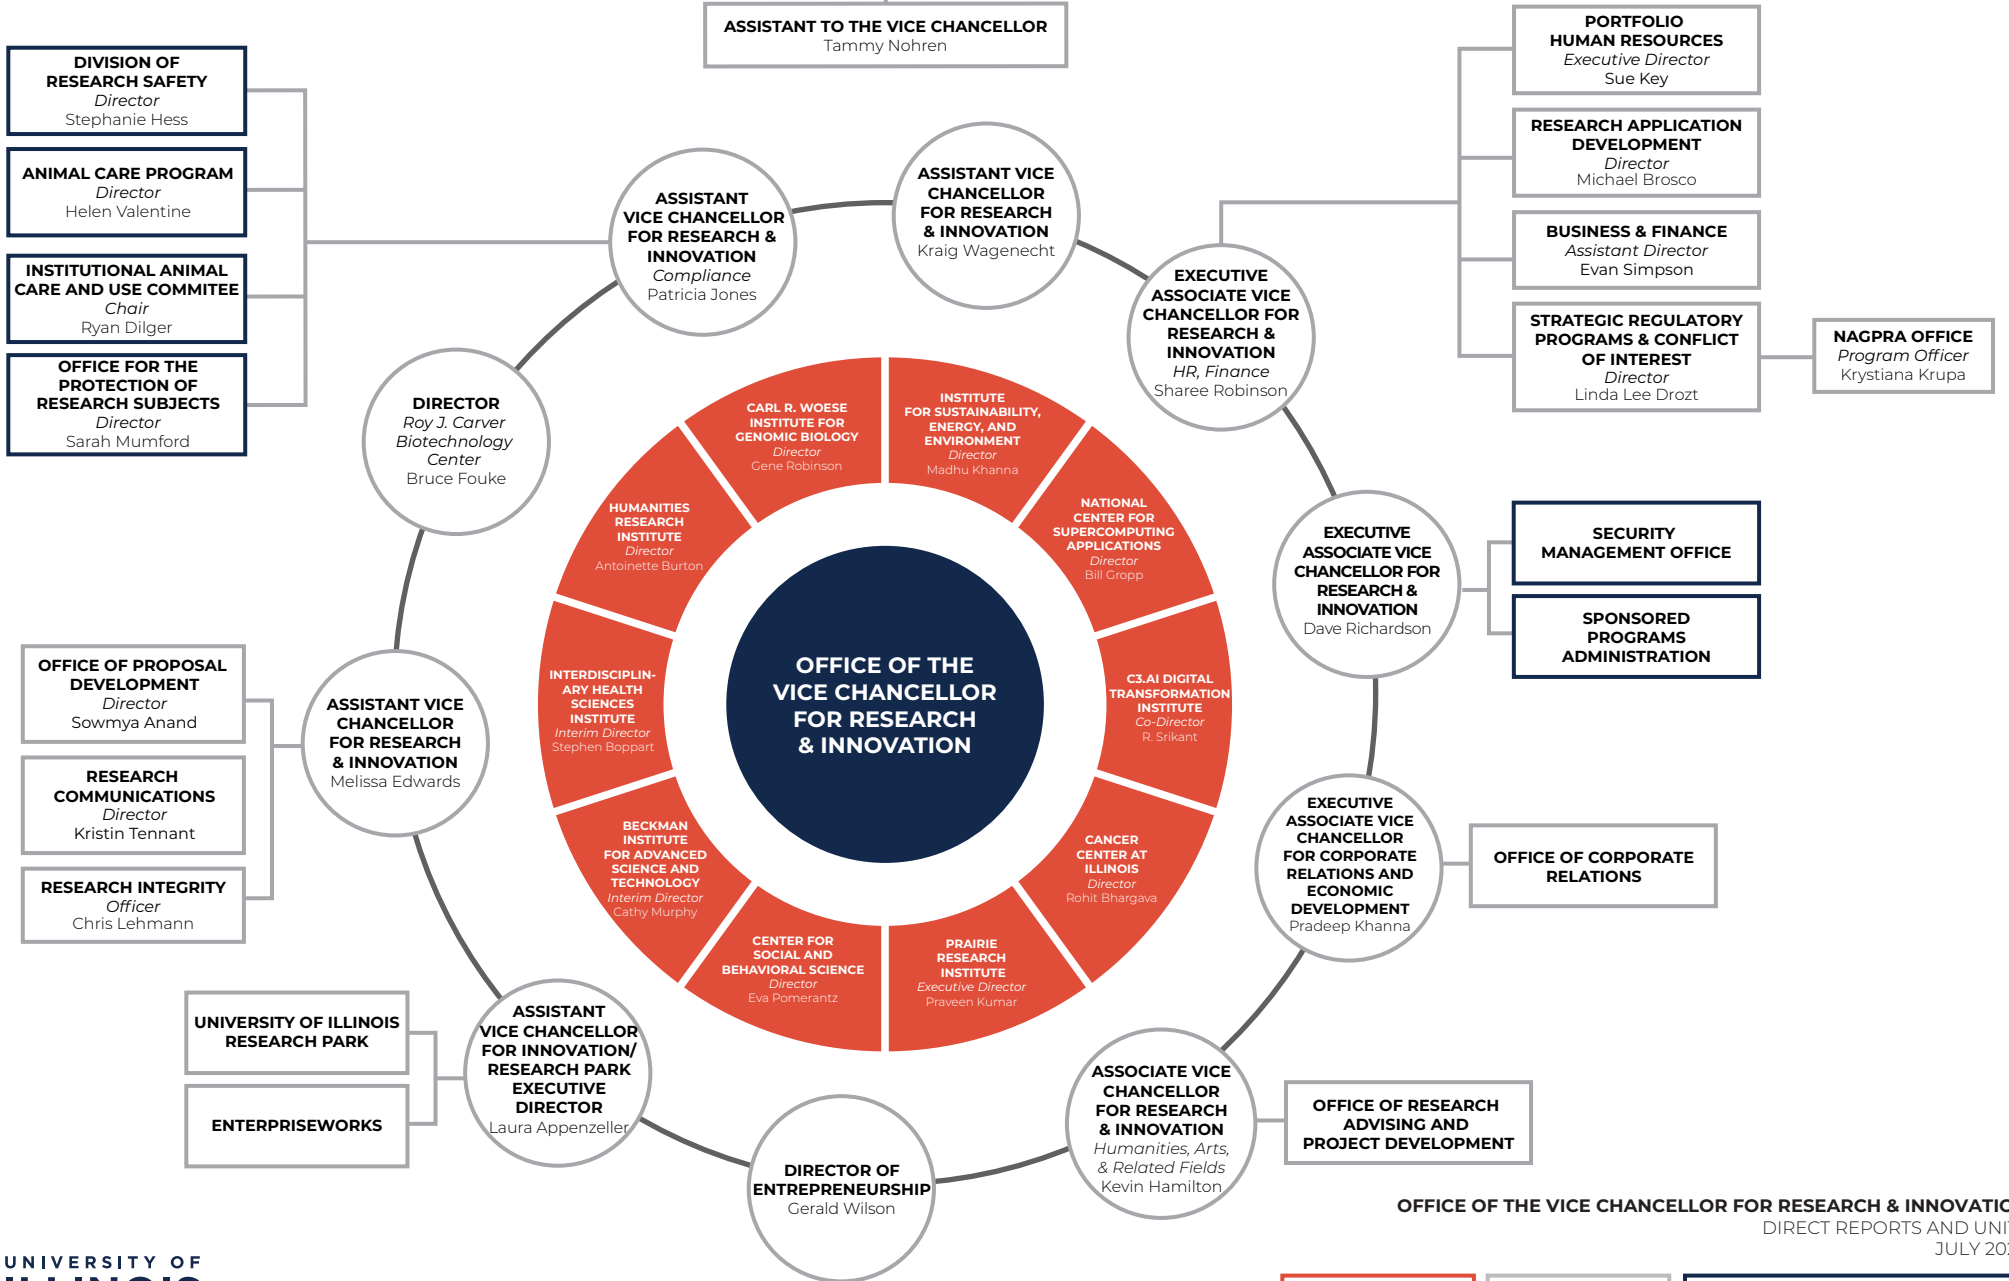 ASSISTANT TO THE VICE CHANCELLOR
Tammy Nohren
DIVISION OF
RESEARCH SAFETY
Director
Stephanie Hess
ANIMAL CARE PROGRAM
Director
Helen Valentine
INSTITUTIONAL ANIMAL
CARE AND USE COMMITEE
Chair
Ryan Dilger
OFFICE FOR THE
PROTECTION OF
RESEARCH SUBJECTS
Director
Sarah Mumford
ASSISTANT
VICE CHANCELLOR
FOR RESEARCH &
INNOVATION
Compliance
Patricia Jones
ASSISTANT VICE
CHANCELLOR
FOR RESEARCH
& INNOVATION
Kraig Wagenecht
EXECUTIVE
ASSOCIATE VICE
CHANCELLOR FOR
RESEARCH &
INNOVATION
HR, Finance
Sharee Robinson
PORTFOLIO
HUMAN RESOURCES
Executive Director
Sue Key
RESEARCH APPLICATION
DEVELOPMENT
Director
Michael Brosco
BUSINESS & FINANCE
Assistant Director
Evan Simpson
STRATEGIC REGULATORY
PROGRAMS & CONFLICT
OF INTEREST
Director
Linda Lee Drozt
NAGPRA OFFICE
Program Officer
Krystiana Krupa
DIRECTOR
Roy J. Carver
Biotechnology
Center
Bruce Fouke
CARL R. WOESE
INSTITUTE FOR
GENOMIC BIOLOGY
Director
Gene Robinson
INSTITUTE
FOR SUSTAINABILITY,
ENERGY, AND
ENVIRONMENT
Director
Madhu Khanna
HUMANITIES
RESEARCH
INSTITUTE
Director
Antoinette Burton
NATIONAL
CENTER FOR
SUPERCOMPUTING
APPLICATIONS
Director
Bill Gropp
EXECUTIVE
ASSOCIATE VICE
CHANCELLOR FOR
RESEARCH &
INNOVATION
Dave Richardson
SECURITY
MANAGEMENT OFFICE
SPONSORED
PROGRAMS
ADMINISTRATION
OFFICE OF THE
VICE CHANCELLOR
FOR RESEARCH
& INNOVATION
INTERDISCIPLIN-
ARY HEALTH
SCIENCES
INSTITUTE
Interim Director
Stephen Boppart
C3.AI DIGITAL
TRANSFORMATION
INSTITUTE
Co-Director
R. Srikant
OFFICE OF PROPOSAL
DEVELOPMENT
Director
Sowmya Anand
RESEARCH
COMMUNICATIONS
Director
Kristin Tennant
RESEARCH INTEGRITY
Officer
Chris Lehmann
ASSISTANT VICE
CHANCELLOR
FOR RESEARCH
& INNOVATION
Melissa Edwards
BECKMAN
INSTITUTE
FOR ADVANCED
SCIENCE AND
TECHNOLOGY
Interim Director
Cathy Murphy
CANCER
CENTER AT
ILLINOIS
Director
Rohit Bhargava
EXECUTIVE
ASSOCIATE VICE
CHANCELLOR
FOR CORPORATE
RELATIONS AND
ECONOMIC
DEVELOPMENT
Pradeep Khanna
OFFICE OF CORPORATE
RELATIONS
CENTER FOR
SOCIAL AND
BEHAVIORAL SCIENCE
Director
Eva Pomerantz
PRAIRIE
RESEARCH
INSTITUTE
Executive Director
Praveen Kumar
UNIVERSITY OF ILLINOIS
RESEARCH PARK
ENTERPRISEWORKS
ASSISTANT
VICE CHANCELLOR
FOR INNOVATION/
RESEARCH PARK
EXECUTIVE
DIRECTOR
Laura Appenzeller
DIRECTOR OF
ENTREPRENEURSHIP
Gerald Wilson
ASSOCIATE VICE
CHANCELLOR
FOR RESEARCH
& INNOVATION
Humanities, Arts,
& Related Fields
Kevin Hamilton
OFFICE OF RESEARCH
ADVISING AND
PROJECT DEVELOPMENT
OFFICE OF THE VICE CHANCELLOR FOR RESEARCH & INNOVATIO
DIRECT REPORTS AND UNIT
JULY 202
UNIVERSITY OF
ILLINOIS